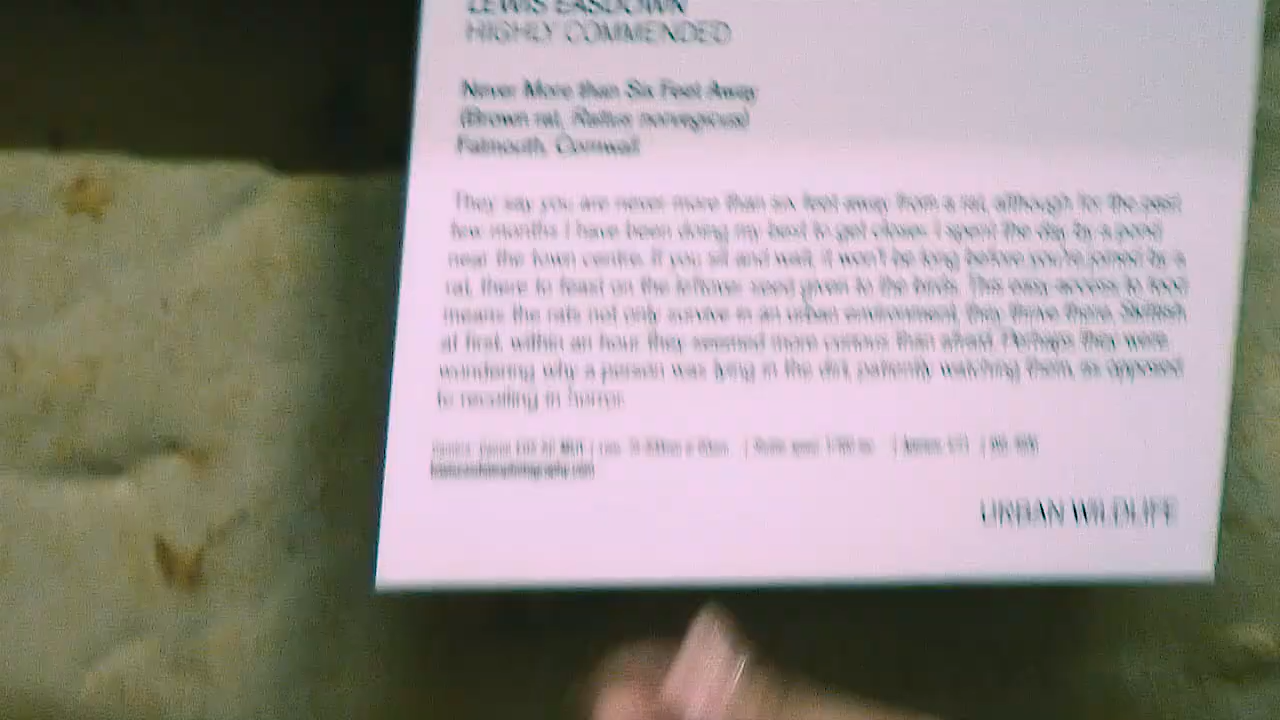 LEWIS EASDOWN
HIGHLY COMMENDED
Never More than Six Feet Away
(Brown rat, Rattus norvegicus)
Falmouth, Cornwall
They say you are never more than six feet away from a rat, although for the past
few months I have been doing my best to get closer. I spent the day by a pond
near the town centre. If you sit and wait, it won't be long before you're joined by a
rat, there to feast on the leftover seed given to the birds. This easy access to food
means the rats not only survive in an urban environment, they thrive there. Skittish
at first, within an hour they seemed more curious than afraid. Perhaps they were
wondering why a person was lying in the dirt, patiently watching them, as opposed
to recoiling in horror.
URBAN WILDLIFE